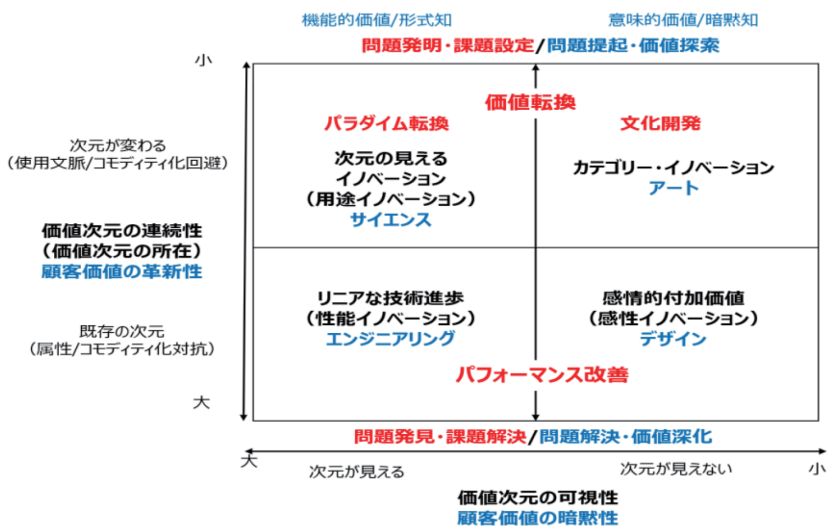 機能的価値/形式知
意味的価値/暗黙知
問題発明・課題設定/問題提起・価値探索
小
価値転換
パラダイム転換
文化開発
次元が変わる
（使用文脈/コモディティ化回避）
次元の見える
イノベーション
（用途イノベーション）
サイエンス
カテゴリー・イノベーション
アート
価値次元の連続性
（価値次元の所在）
顧客価値の革新性
リニアな技術進歩
（性能イノベーション）
エンジニアリング
感情的付加価値
（感性イノベーション）
デザイン
既存の次元
（属性/コモディティ化対抗）
パフォーマンス改善
大
問題発見・課題解決/問題解決・価値深化
大
次元が見える
次元が見えない
小
価値次元の可視性
顧客価値の暗黙性